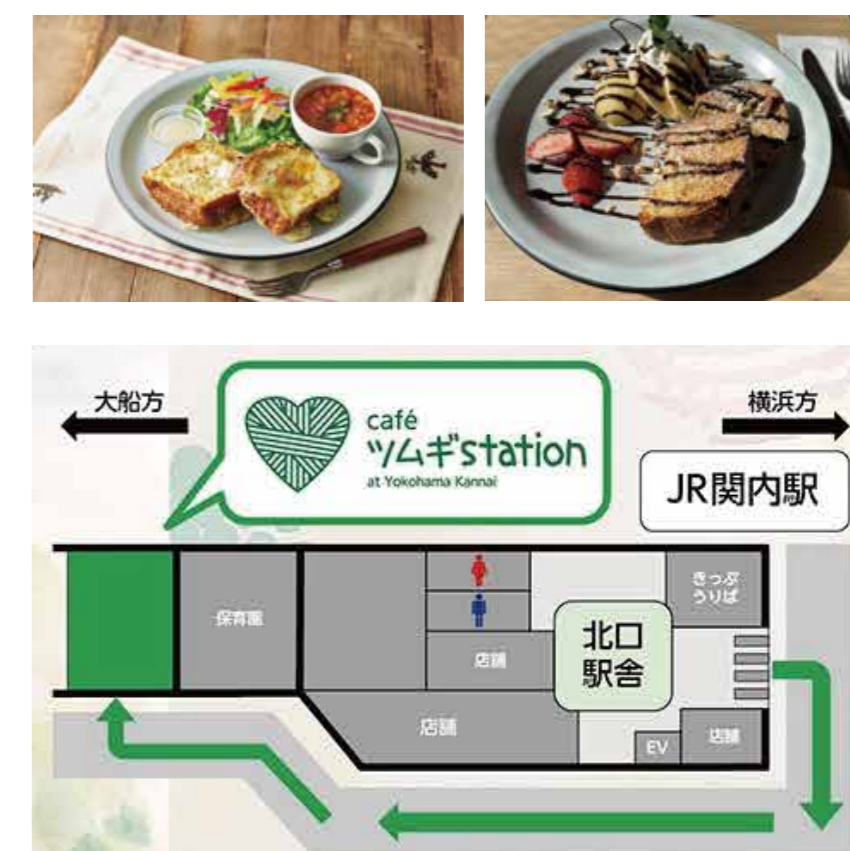 大船方
横浜方
café
ツムギstation
at Yokohama Kannai
JR関内駅
きっぷ
うりば
保育園
北口
駅舎
店舗
店舗
EV
店舗